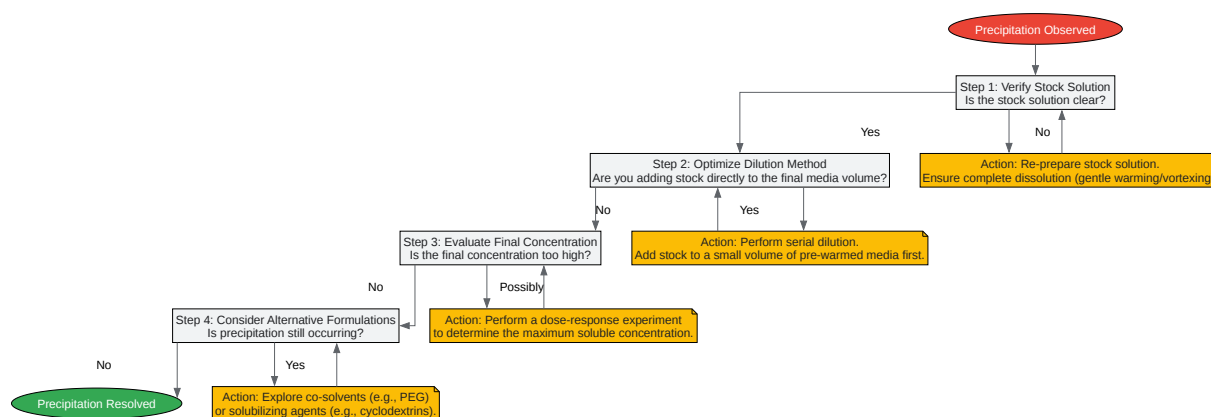 Precipitation Observed
Step 1: Verify Stock Solution
Is the stock solution clear?
Yes
No
Step 2: Optimize Dilution Method
Are you adding stock directly to the final media volume?
Action: Re-prepare stock solution.
Ensure complete dissolution (gentle warming/vortexing
No
Yes
Step 3: Evaluate Final Concentration
Is the final concentration too high?
Action: Perform serial dilution.
Add stock to a small volume of pre-warmed media first.
No
Possibly
Step 4: Consider Alternative Formulations
Is precipitation still occurring?
Action: Perform a dose-response experiment
to determine the maximum soluble concentration.
No
Yes
Precipitation Resolved
Action: Explore co-solvents (e.g., PEG)
or solubilizing agents (e.g., cyclodextrins).